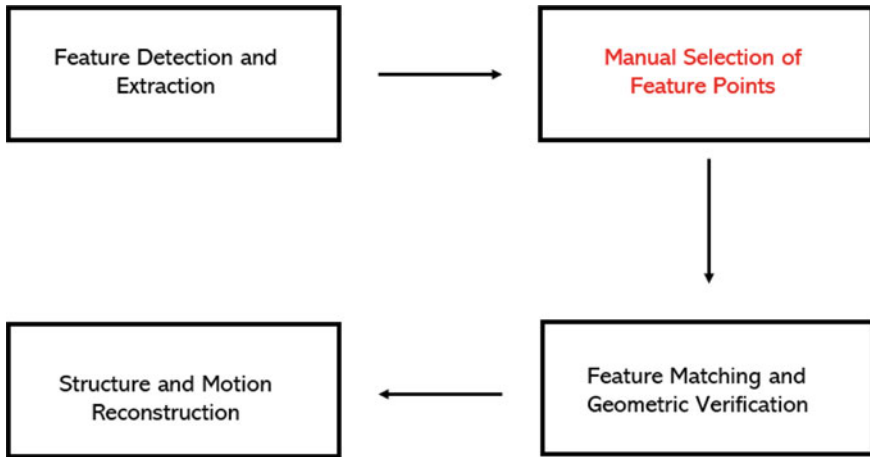 Feature Detection and
Extraction
Manual Selection of
Feature Points
Feature Matching and
Geometric Verification
Structure and Motion
Reconstruction